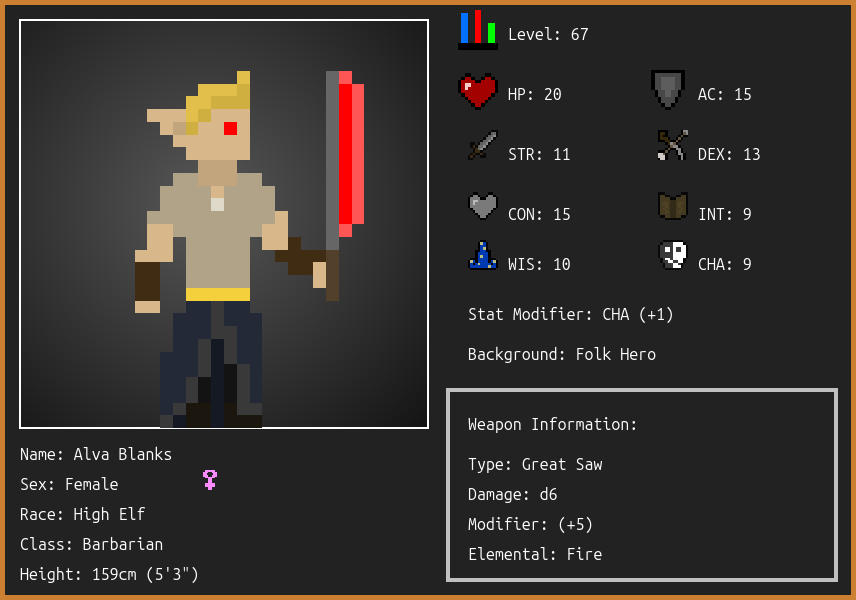 Level: 67
HP: 20
AC: 15
STR: 11
DEX: 13
CON: 15
INT: 9
WIS: 10
CHA: 9
Stat Modifier: CHA (+1)
Background: Folk Hero
Weapon Information:
Type: Great Saw
Damage: d6
Modifier: (+5)
Elemental: Fire
Name: Alva Blanks
Sex: Female
Race: High Elf
Class: Barbarian
Height: 159cm (5'3")